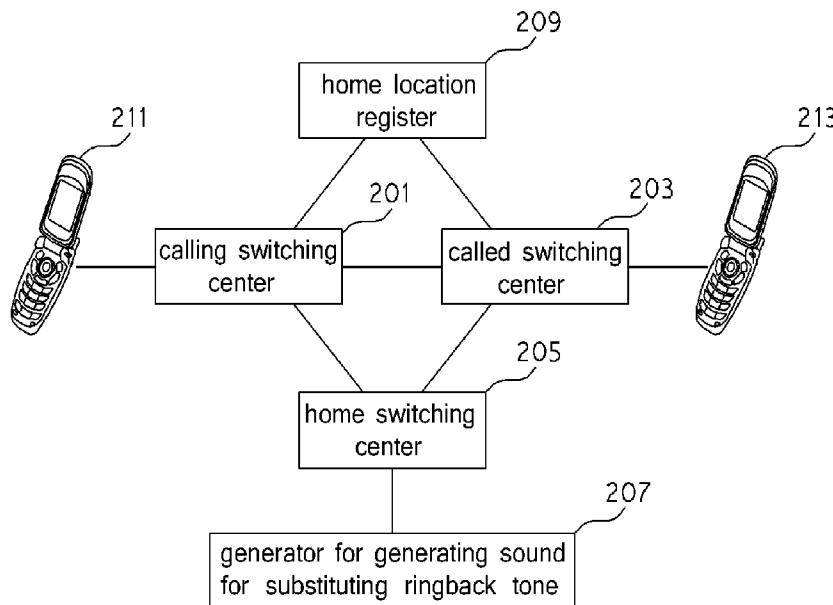 209
home location
register
211
213
201
203
calling switching
center
called switching
center
205
home switching
center
207
generator for generating sound
for substituting ringback tone